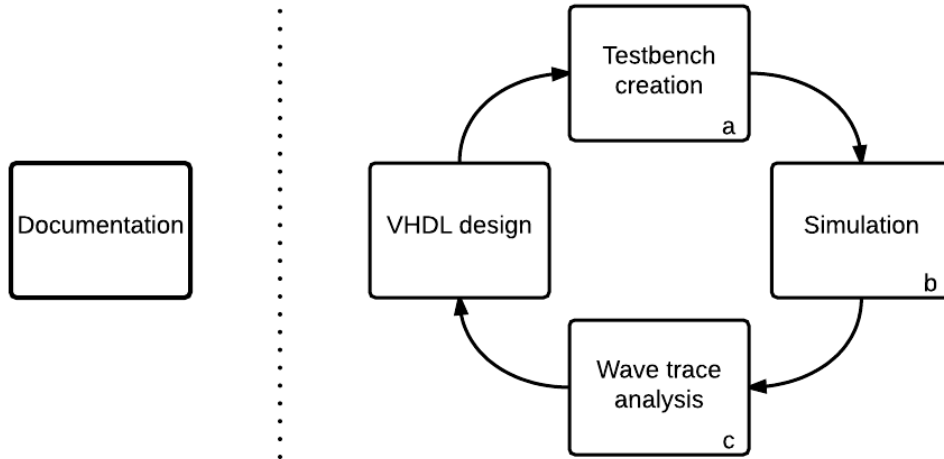 Documentation
VHDL design
Testbench
creation
a
Simulation
b
Wave trace
analysis
c